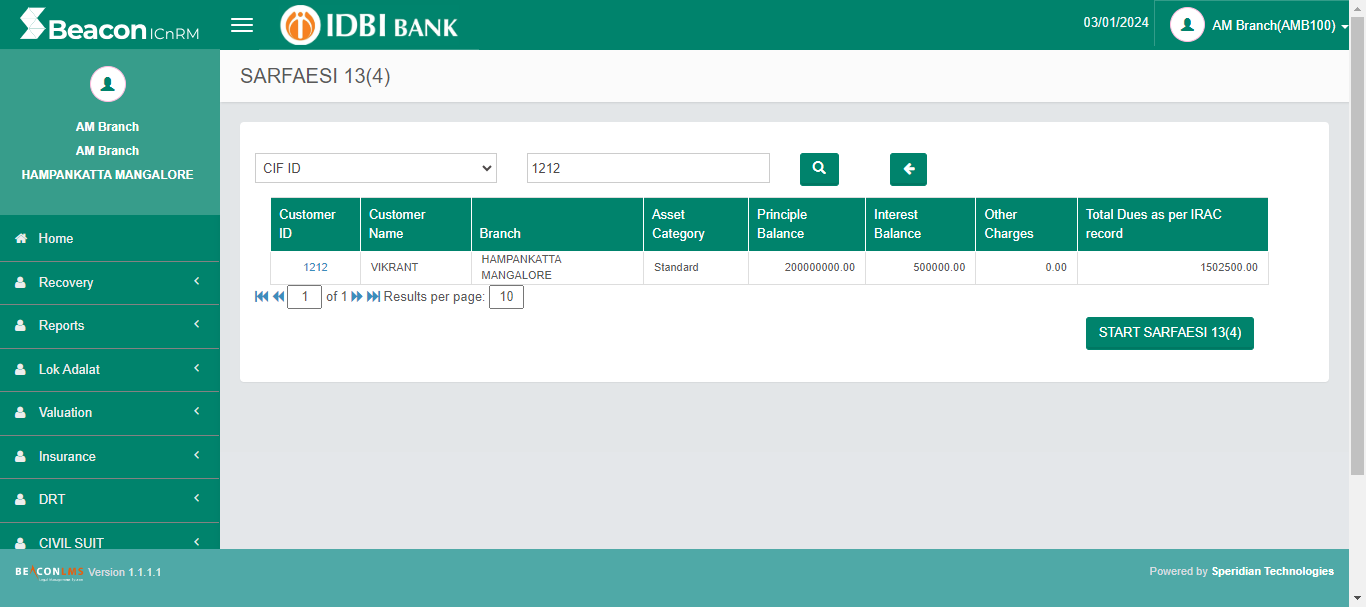 Beacon ICnRM
IDBI BANK
03/01/2024
AM Branch(AMB100)
AM Branch
AM Branch
HAMPANKATTA MANGALORE
SARFAESI 13(4)
Home
Recovery
Reports
Lok Adalat
Valuation
Insurance
DRT
CIVIL SUIT
CIF ID
1212
Customer ID
Customer Name
Branch
Asset Category
Principle Balance
Interest Balance
Other Charges
Total Dues as per IRAC record
1212
VIKRANT
HAMPANKATTA MANGALORE
Standard
200000000.00
500000.00
0.00
1502500.00
1 of 1 Results per page: 10
START SARFAESI 13(4)
BEACONLMS Version 1.1.1.1
Powered by Speridian Technologies